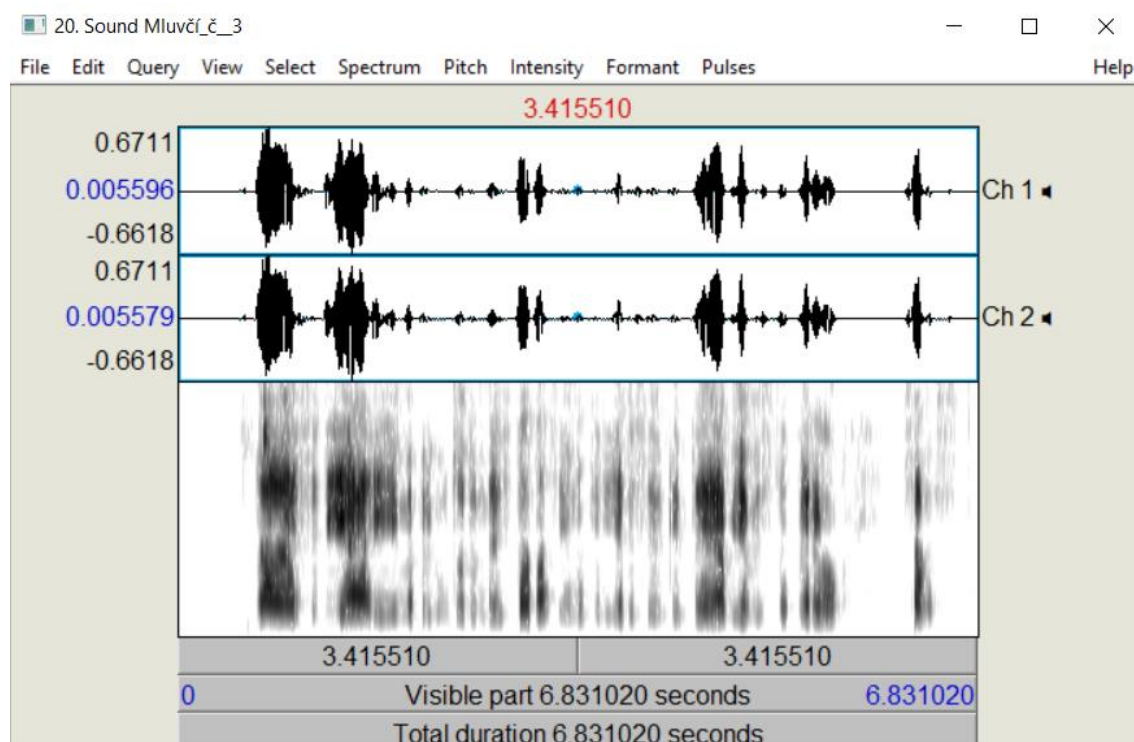 20. Sound Mluvčí_č__3
File Edit Query View Select Spectrum Pitch Intensity Formant Pulses Help
3.415510
0.6711
0.005596 Ch 1
-0.6618
0.6711
0.005579 Ch 2
-0.6618
3.415510 3.415510
0 Visible part 6.831020 seconds 6.831020
Total duration 6.831020 seconds